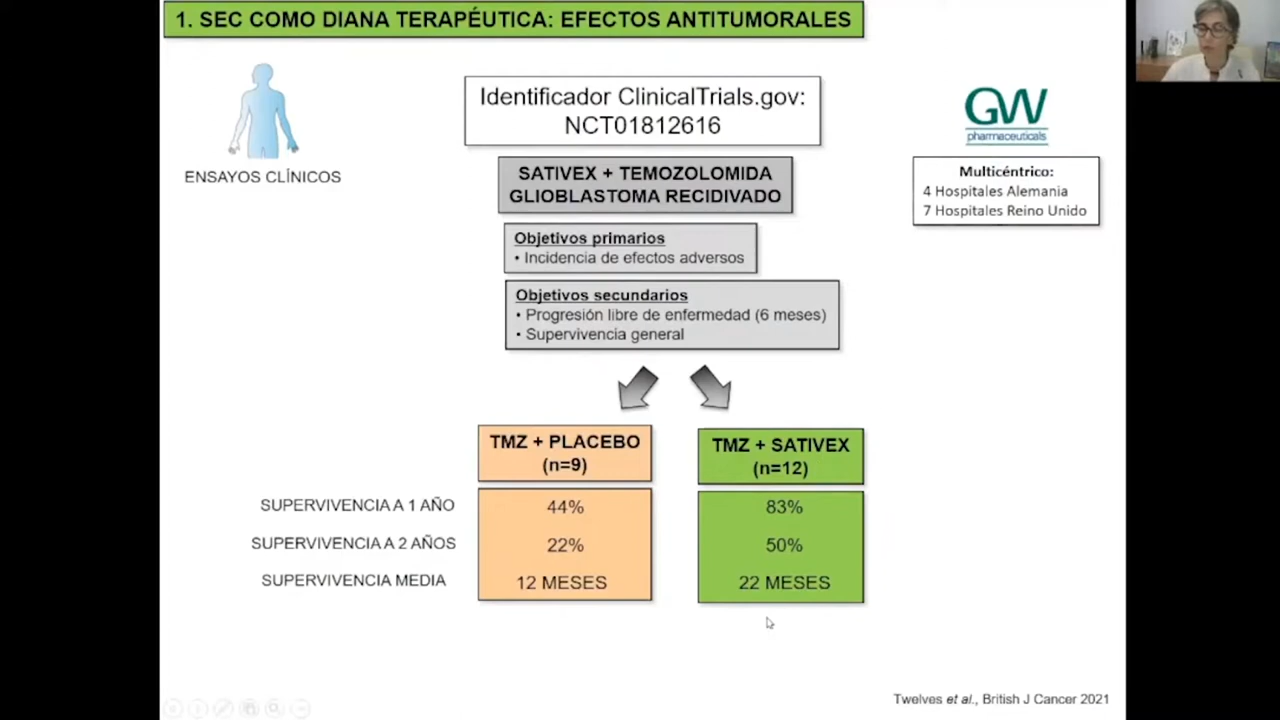 1. SEC COMO DIANA TERAPÉUTICA: EFECTOS ANTITUMORALES
ENSAYOS CLÍNICOS
Identificador ClinicalTrials.gov:
NCT01812616
GW
pharmaceuticals
Multicéntrico:
4 Hospitales Alemania
7 Hospitales Reino Unido
SATIVEX + TEMOZOLOMIDA
GLIOBLASTOMA RECIDIVADO
Objetivos primarios
• Incidencia de efectos adversos
Objetivos secundarios
• Progresión libre de enfermedad (6 meses)
• Supervivencia general
TMZ + PLACEBO
(n=9)
TMZ + SATIVEX
(n=12)
SUPERVIVENCIA A 1 AÑO 44% 83%
SUPERVIVENCIA A 2 AÑOS 22% 50%
SUPERVIVENCIA MEDIA 12 MESES 22 MESES
Twelves et al., British J Cancer 2021